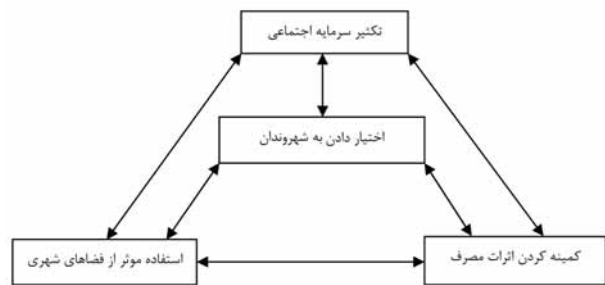 تکثیر سرمایه اجتماعی
اختیار دادن به شهروندان
کمینه کردن اثرات مصرف
استفاده موثر از فضاهای شهری